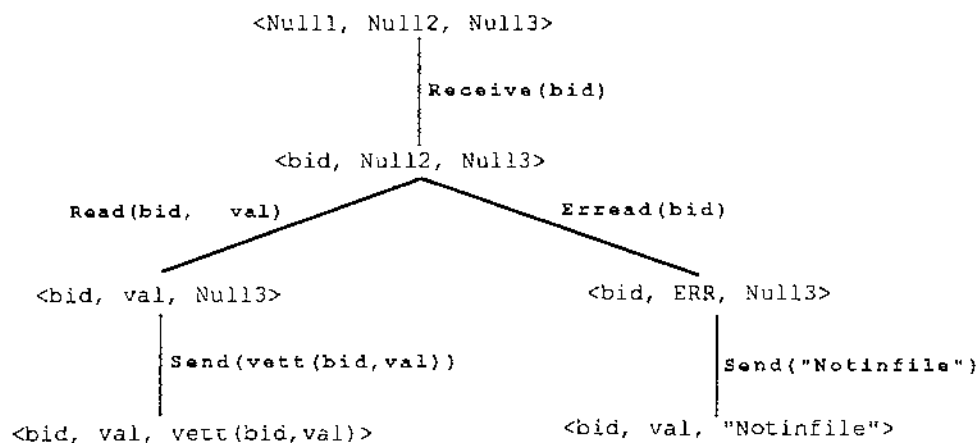 <Null1, Null2, Null3>
Receive(bid)
<bid, Null2, Null3>
Read(bid, val)
Erread(bid)
<bid, val, Null3>
<bid, ERR, Null3>
Send(vett(bid,val))
Send("Notinfile")
<bid, val, vett(bid,val)>
<bid, val, "Notinfile">